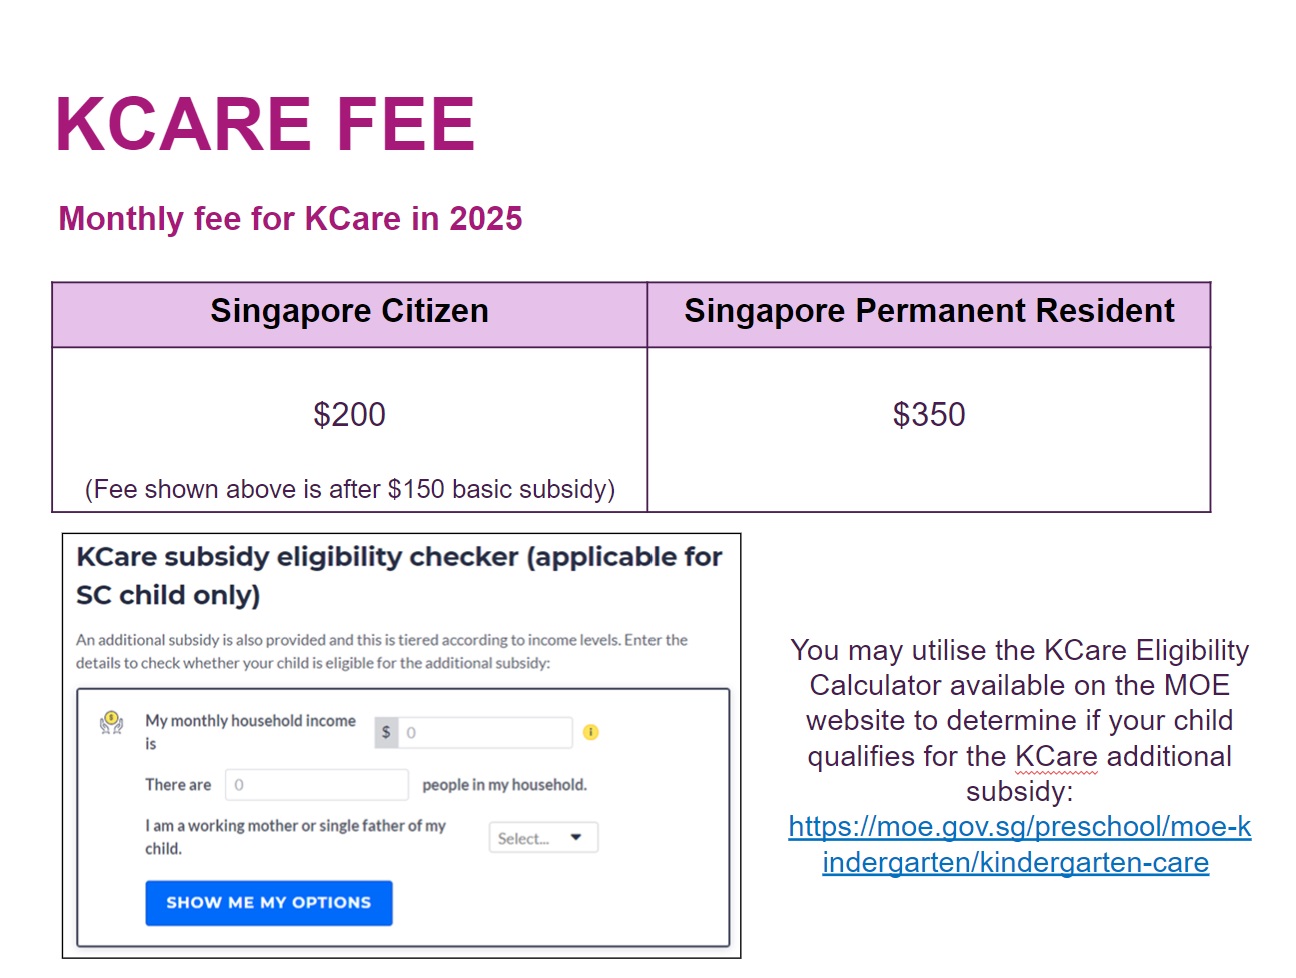 KCARE FEE
Monthly fee for KCare in 2025
Singapore Citizen
Singapore Permanent Resident
$200
$350
(Fee shown above is after $150 basic subsidy)
KCare subsidy eligibility checker (applicable for
SC child only)
An additional subsidy is also provided and this is tiered according to income levels. Enter the
details to check whether your child is eligible for the additional subsidy:
My monthly household income
is
$ 0
There are 0 people in my household.
I am a working mother or single father of my
child.
Select...
SHOW ME MY OPTIONS
You may utilise the KCare Eligibility
Calculator available on the MOE
website to determine if your child
qualifies for the KCare additional
subsidy:
https://moe.gov.sg/preschool/moe-k
indergarten/kindergarten-care